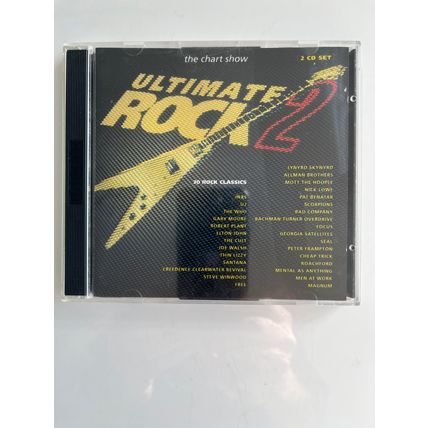 the chart show
2 CD SET
ULTIMATE
ROCK 2
30 ROCK CLASSICS
INXS
U2
THE WHO
GARY MOORE
ROBERT PLANT
ELTON JOHN
THE CULT
JOE WALSH
THIN LIZZY
SANTANA
CREEDENCE CLEARWATER REVIVAL
STEVE WINWOOD
FREE
LYNYRD SKYNYRD
ALLMAN BROTHERS
MOTT THE HOOPLE
NICK LOWE
PAT BENATAR
SCORPIONS
BAD COMPANY
BACHMAN TURNER OVERDRIVE
FOCUS
GEORGIA SATELLITES
SEAL
PETER FRAMPTON
CHEAP TRICK
ROACHFORD
MENTAL AS ANYTHING
MEN AT WORK
MAGNUM